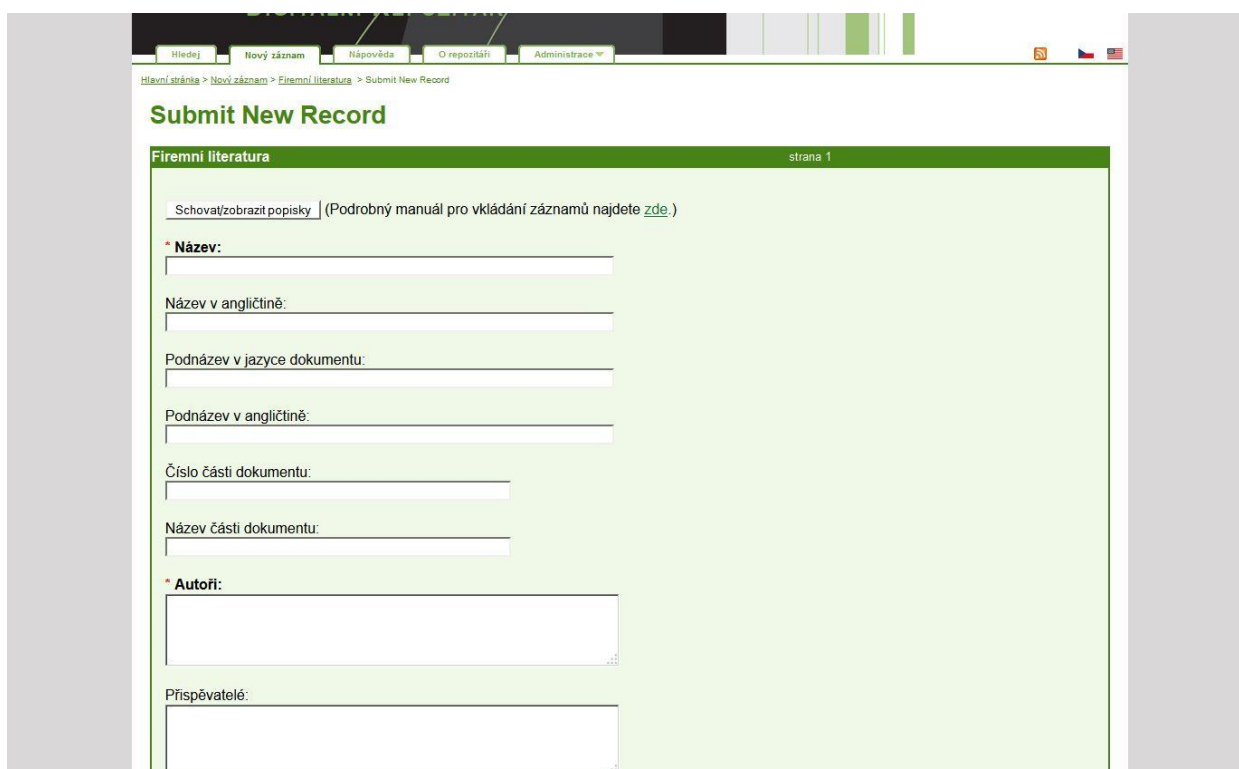 DIGITÁLNÍ REPOZITÁŘ
Hledej Nový záznam Nápověda O repozitáři Administrace
Hlavní stránka > Nový záznam > Firemní literatura > Submit New Record
Submit New Record
Firemní literatura strana 1
Schovat/zobrazit popisky (Podrobný manuál pro vkládání záznamů najdete zde.)
* Název:
Název v angličtině:
Podnázev v jazyce dokumentu:
Podnázev v angličtině:
Číslo části dokumentu:
Název části dokumentu:
* Autoři:
Přispěvatelé: